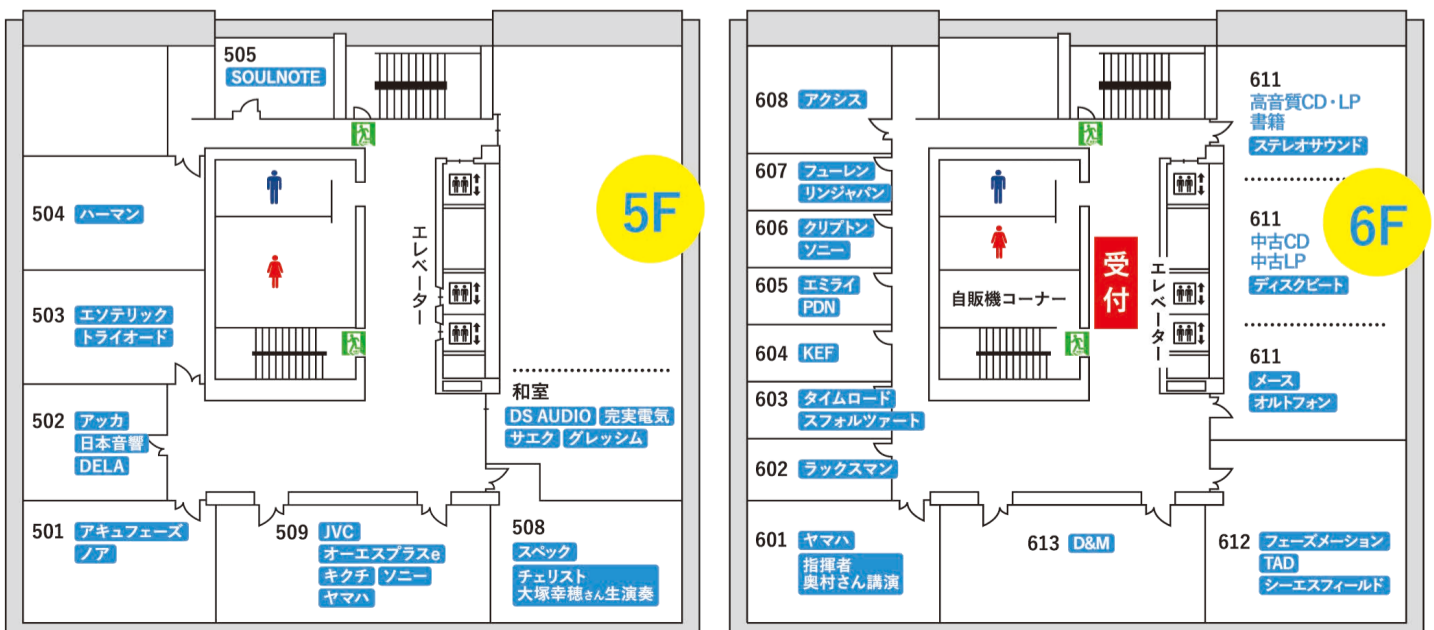 505
SOULNOTE
504 ハーマン
503 エソテリック
トライオード
502 アッカ
日本音響
DELA
501 アキュフェーズ
ノア
エレベーター
5F
和室
DS AUDIO 完実電気
サエク グレッシム
509 JVC
オーエスプラスe
キクチ ソニー
ヤマハ
508
スペック
チェリスト
大塚幸穂さん生演奏
608 アクシス
607 フューレン
リンジャパン
606 クリプトン
ソニー
605 エミライ
PDN
604 KEF
603 タイムロード
スフォルツァート
602 ラックスマン
601 ヤマハ
指揮者
奥村さん講演
自販機コーナー
受付
エレベーター
6F
611
高音質CD・LP
書籍
ステレオサウンド
611
中古CD
中古LP
ディスクビート
611
メース
オルトフォン
613 D&M
612 フェーズメーション
TAD
シーエスフィールド